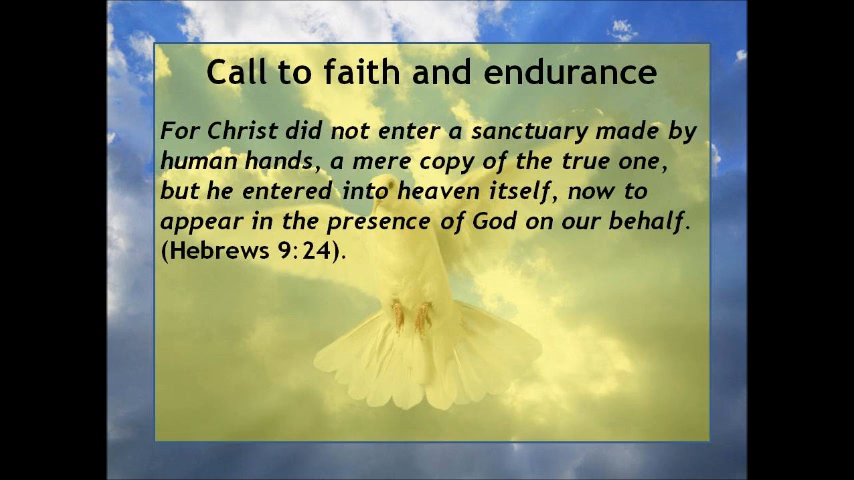 Call to faith and endurance
For Christ did not enter a sanctuary made by
human hands, a mere copy of the true one,
but he entered into heaven itself, now to
appear in the presence of God on our behalf.
(Hebrews 9:24).